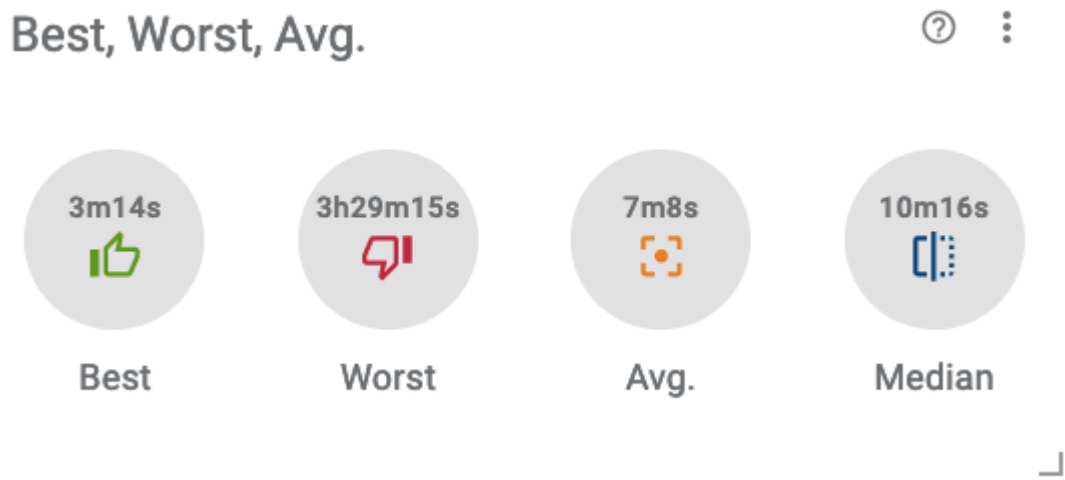 Best, Worst, Avg.
3m14s
3h29m15s
7m8s
10m16s
Best
Worst
Avg.
Median